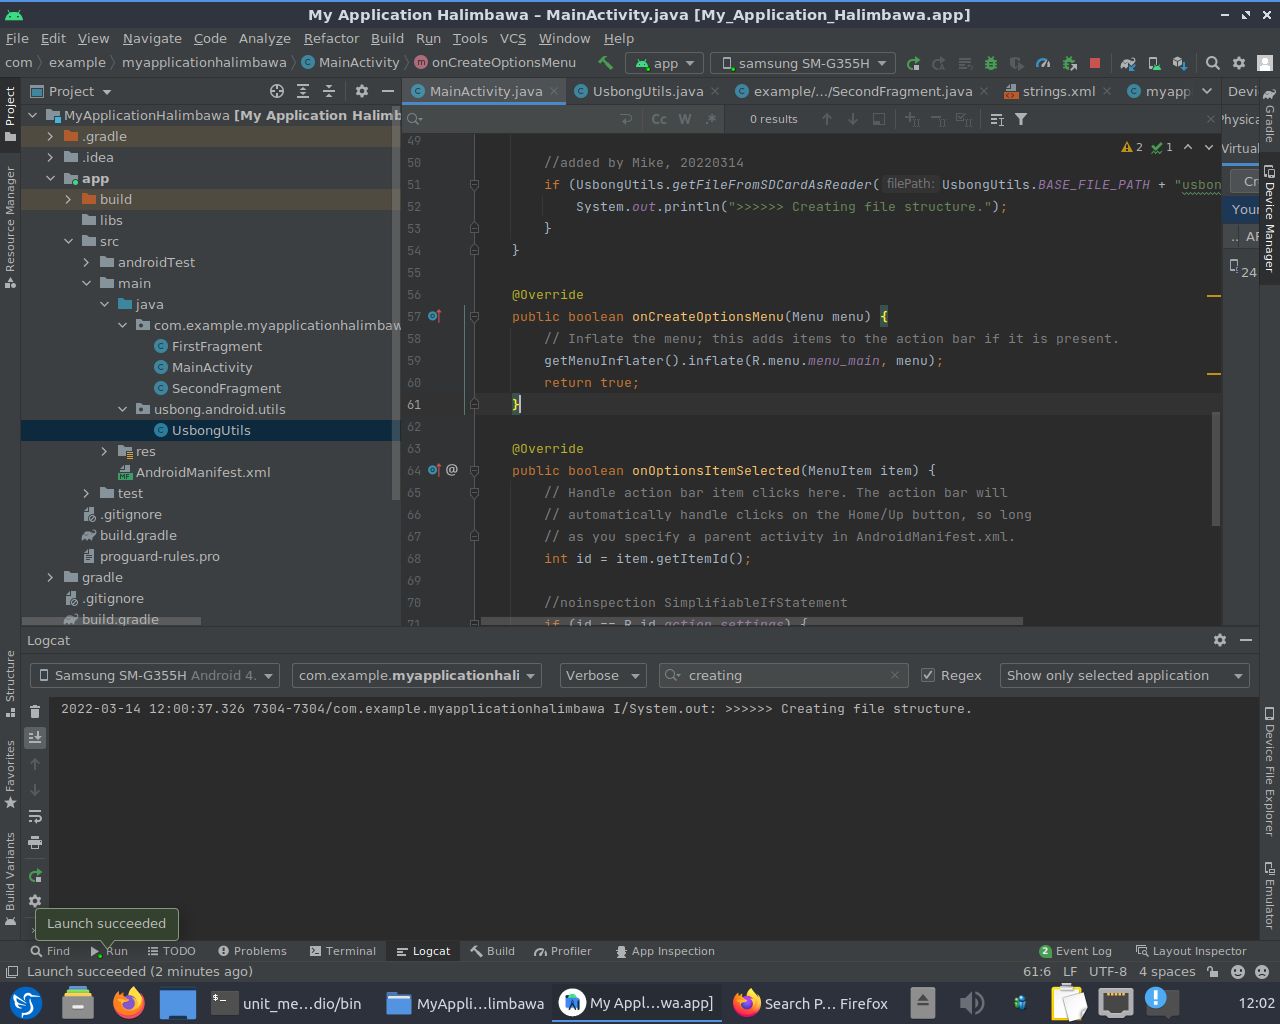 My Application Halimbawa – MainActivity.java [My_Application_Halimbawa.app]
File Edit View Navigate Code Analyze Refactor Build Run Tools VCS Window Help
com example myapplicationhalimbawa MainActivity onCreateOptionsMenu app samsung SM-G355H
Project
Resource Manager
Structure
Favorites
Build Variants
Project
MyApplicationHalimbawa [My Application Halimb
.gradle
.idea
app
build
libs
src
androidTest
main
java
com.example.myapplicationhalimbaw
FirstFragment
MainActivity
SecondFragment
usbong.android.utils
UsbongUtils
res
AndroidManifest.xml
test
.gitignore
build.gradle
proguard-rules.pro
gradle
.gitignore
build.gradle
MainActivity.java UsbongUtils.java example/.../SecondFragment.java strings.xml myapp
Cc W .* 0 results
2 1
49
50 //added by Mike, 20220314
51 if (UsbongUtils.getFileFromSDCardAsReader( filePath: UsbongUtils.BASE_FILE_PATH + "usbon
52 System.out.println(">>>>>> Creating file structure.");
53 }
54 }
55
56 @Override
57 public boolean onCreateOptionsMenu(Menu menu) {
58 // Inflate the menu; this adds items to the action bar if it is present.
59 getMenuInflater().inflate(R.menu.menu_main, menu);
60 return true;
61 }
62
63 @Override
64 @ public boolean onOptionsItemSelected(MenuItem item) {
65 // Handle action bar item clicks here. The action bar will
66 // automatically handle clicks on the Home/Up button, so long
67 // as you specify a parent activity in AndroidManifest.xml.
68 int id = item.getItemId();
69
70 //noinspection SimplifiableIfStatement
71 if (id == R.id.action_settings) {
Devi
Physica
Virtual
Cr
Your
.. AF
24
Gradle
Device Manager
Device File Explorer
Emulator
Logcat
Samsung SM-G355H Android 4. com.example.myapplicationhali Verbose creating Regex Show only selected application
2022-03-14 12:00:37.326 7304-7304/com.example.myapplicationhalimbawa I/System.out: >>>>>> Creating file structure.
Launch succeeded
Find Run TODO Problems Terminal Logcat Build Profiler App Inspection 2 Event Log Layout Inspector
Launch succeeded (2 minutes ago) 61:6 LF UTF-8 4 spaces
unit_me...dio/bin MyAppli...limbawa My Appl...wa.app] Search P... Firefox 12:02